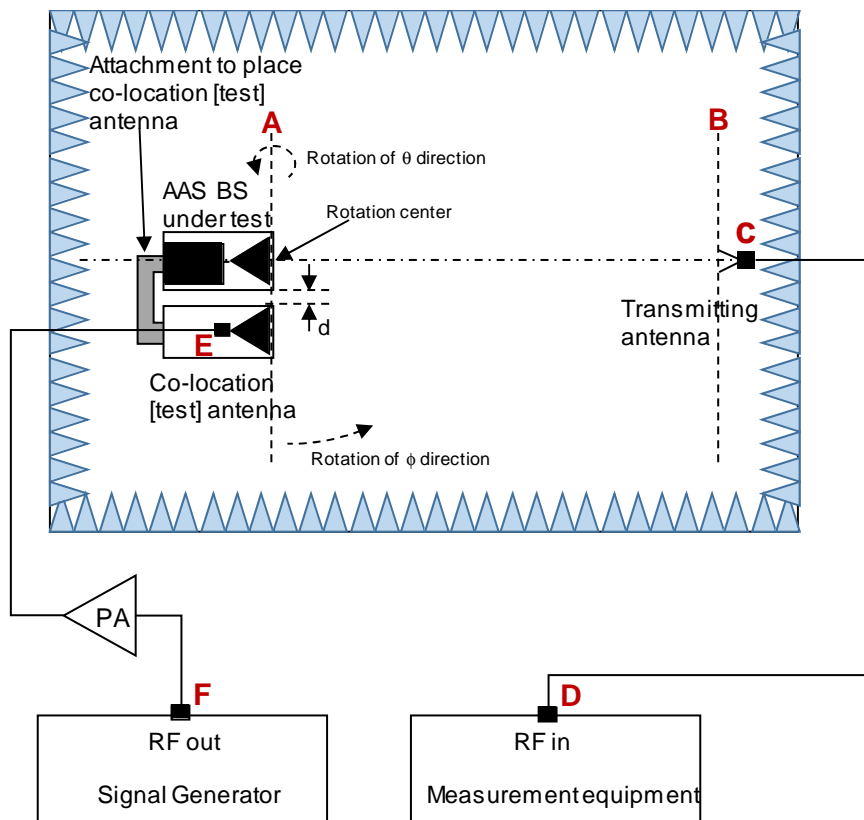 Attachment to place
co-location [test]
antenna
A
B
Rotation of θ direction
AAS BS
under test
Rotation center
C
d
Transmitting
antenna
E
Co-location
[test] antenna
Rotation of ϕ direction
PA
F
D
RF out
RF in
Signal Generator
Measurement equipment